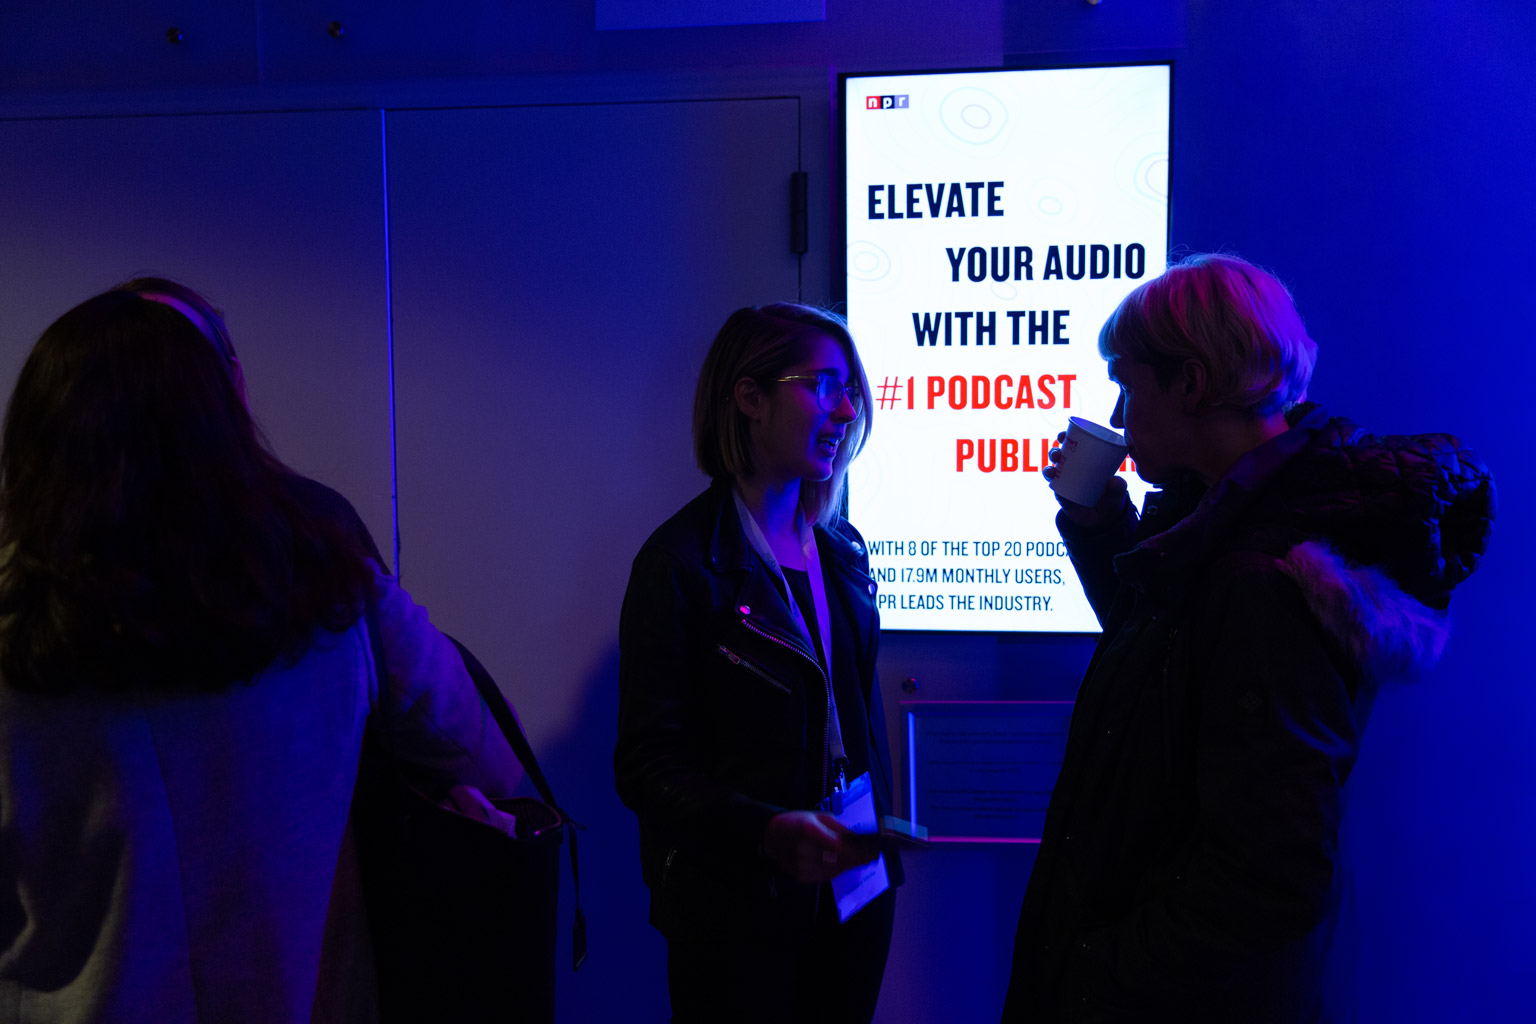 npr
ELEVATE
YOUR AUDIO
WITH THE
#1 PODCAST
WITH 8 OF THE TOP 20
AND 17.9M MONTHLY USERS,
LEADS THE INDUSTRY.